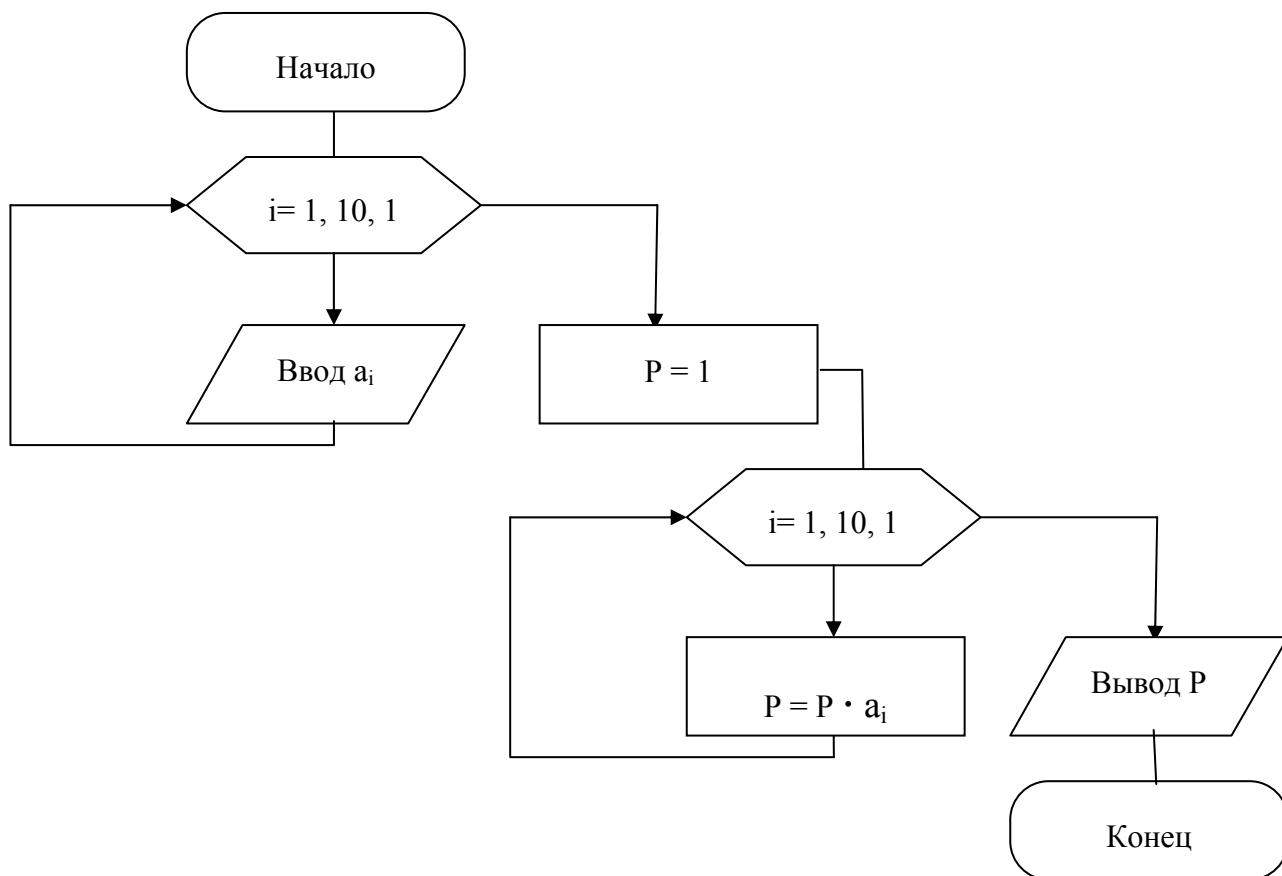 Начало
i= 1, 10, 1
Ввод aᵢ
P = 1
i= 1, 10, 1
P = P · aᵢ
Вывод P
Конец